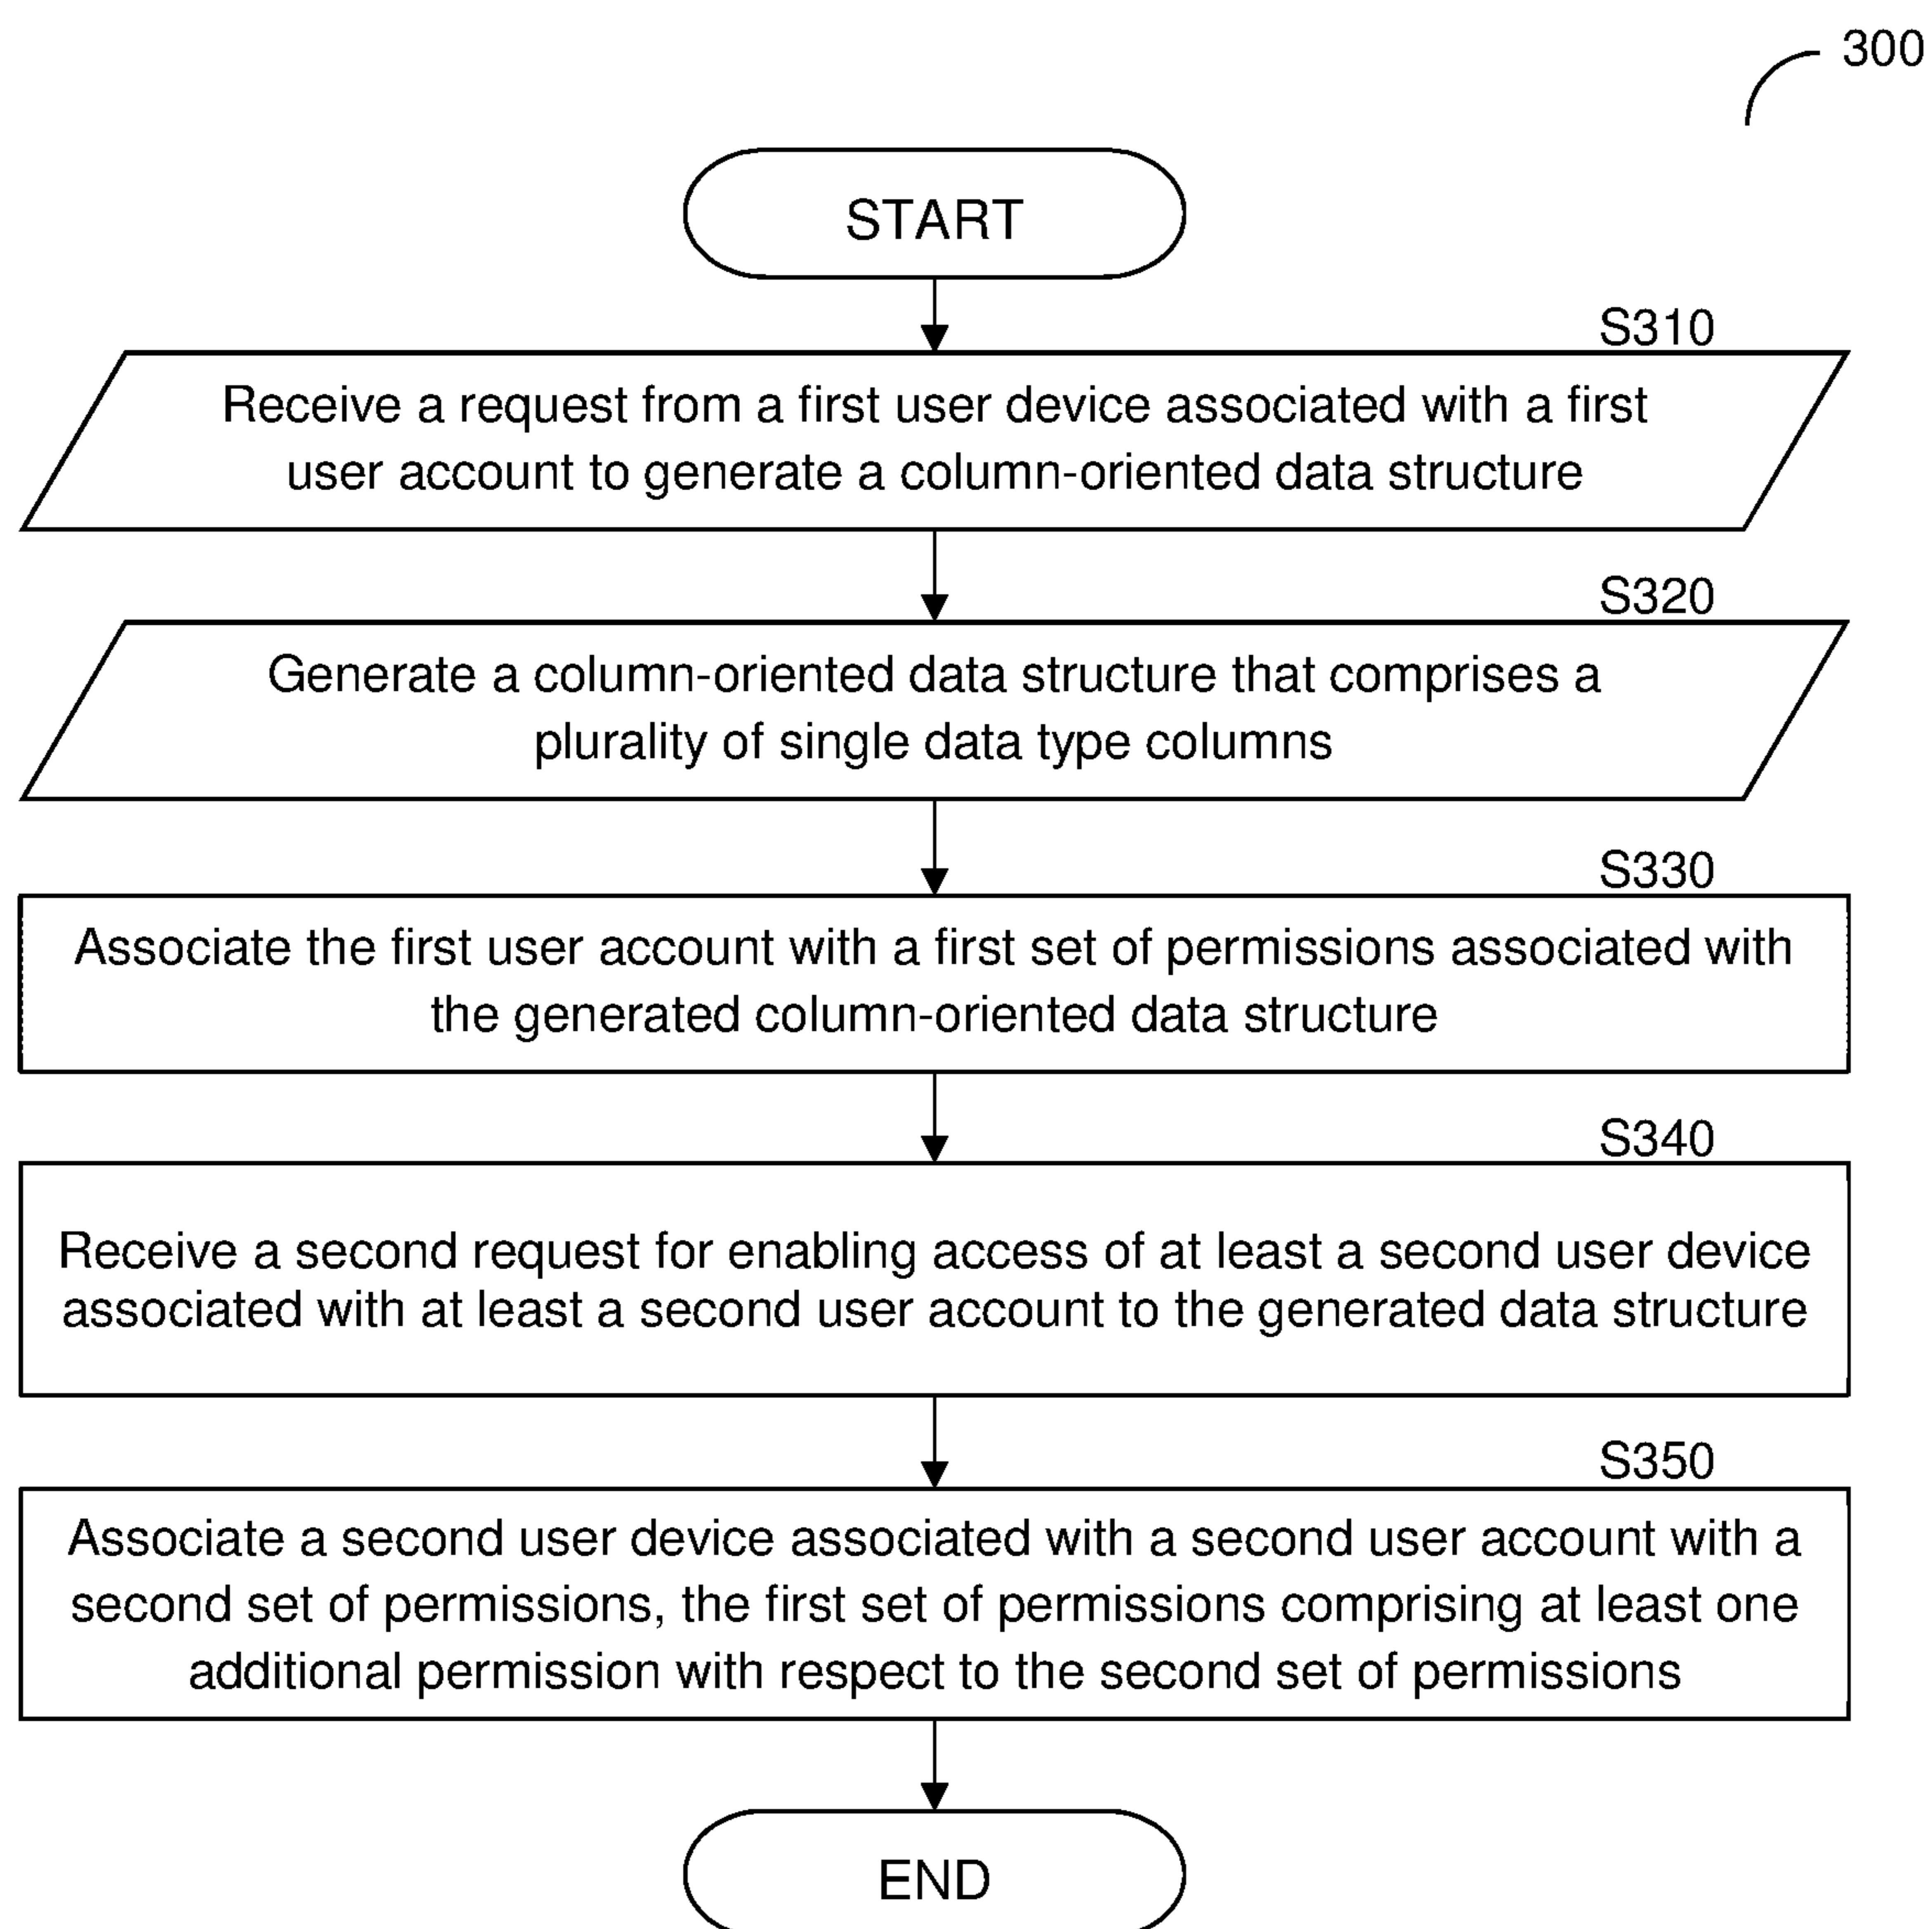 300
START
S310
Receive a request from a first user device associated with a first
user account to generate a column-oriented data structure
S320
Generate a column-oriented data structure that comprises a
plurality of single data type columns
S330
Associate the first user account with a first set of permissions associated with
the generated column-oriented data structure
S340
Receive a second request for enabling access of at least a second user device
associated with at least a second user account to the generated data structure
S350
Associate a second user device associated with a second user account with a
second set of permissions, the first set of permissions comprising at least one
additional permission with respect to the second set of permissions
END